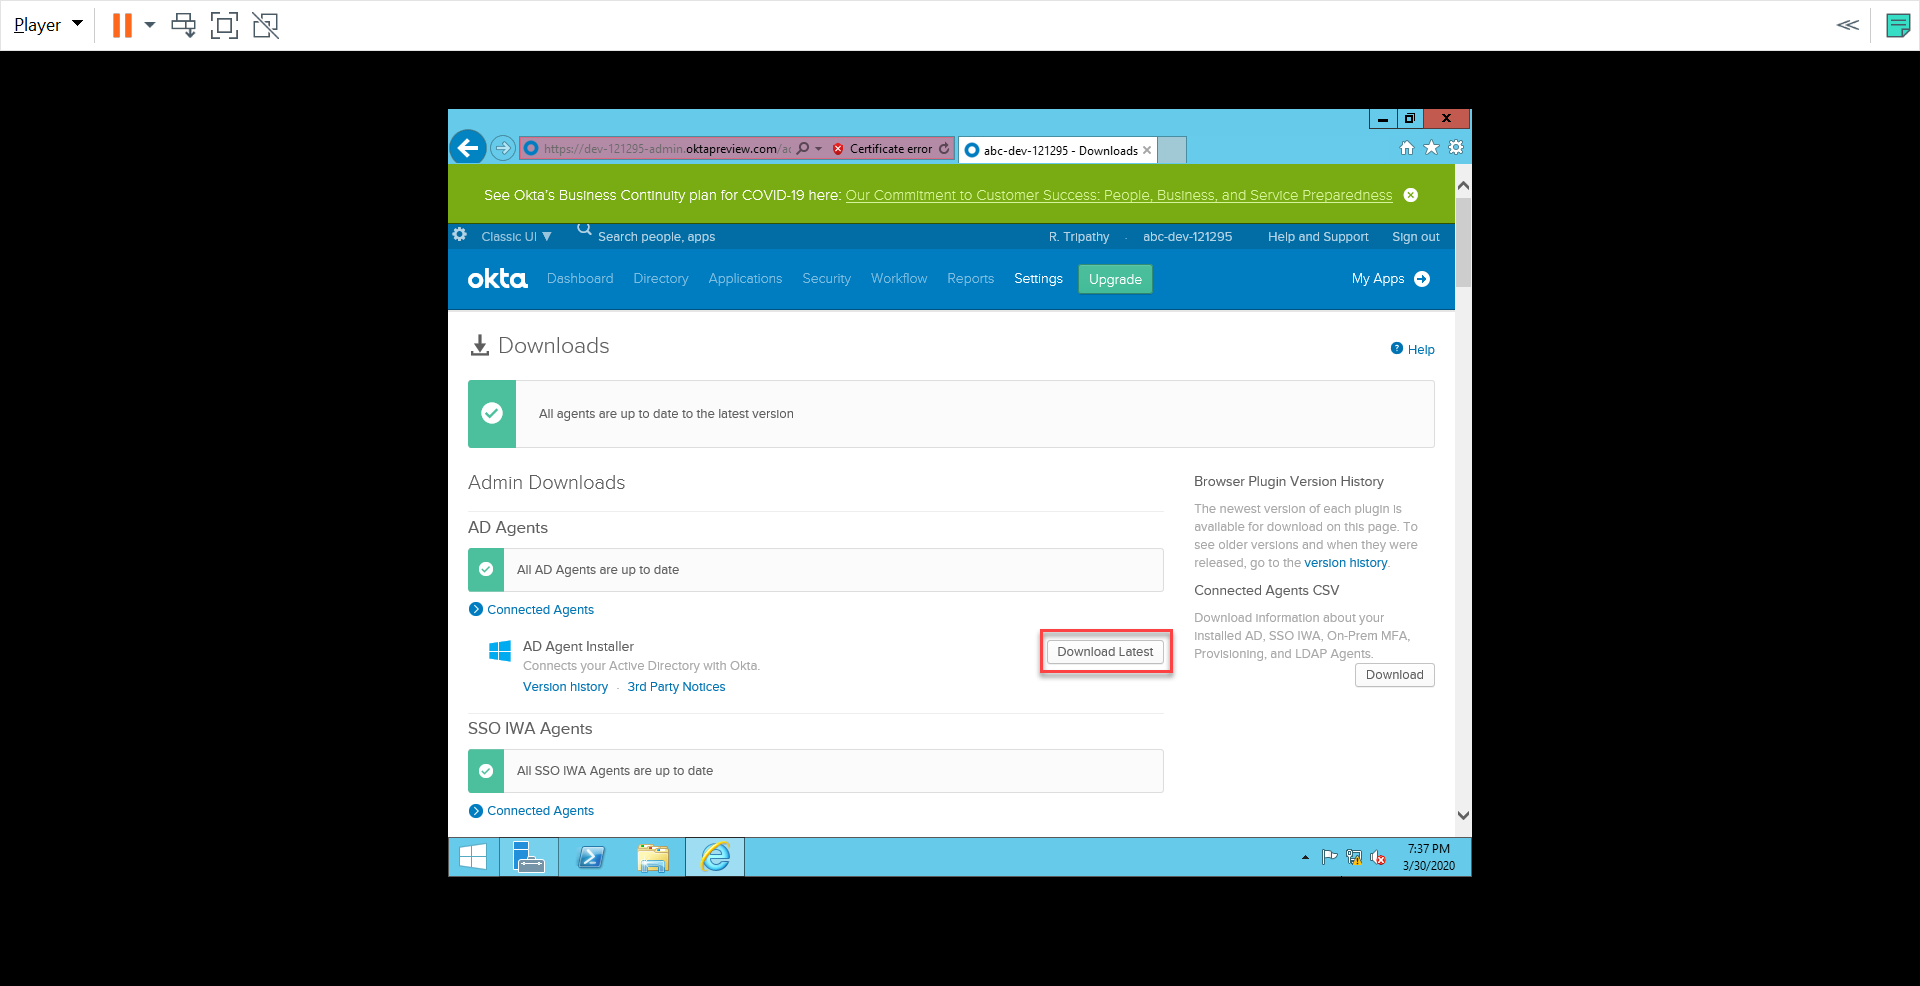 Player
https://dev-121295-admin.oktapreview.com/ac
Certificate error
abc-dev-121295 - Downloads
See Okta's Business Continuity plan for COVID-19 here: Our Commitment to Customer Success: People, Business, and Service Preparedness
Classic UI
Search people, apps
R. Tripathy
abc-dev-121295
Help and Support
Sign out
okta
Dashboard
Directory
Applications
Security
Workflow
Reports
Settings
Upgrade
My Apps
Downloads
Help
All agents are up to date to the latest version
Admin Downloads
AD Agents
All AD Agents are up to date
Connected Agents
AD Agent Installer
Connects your Active Directory with Okta.
Version history · 3rd Party Notices
Download Latest
SSO IWA Agents
All SSO IWA Agents are up to date
Connected Agents
Browser Plugin Version History
The newest version of each plugin is
available for download on this page. To
see older versions and when they were
released, go to the version history.
Connected Agents CSV
Download information about your
installed AD, SSO IWA, On-Prem MFA,
Provisioning, and LDAP Agents.
Download
7:37 PM
3/30/2020